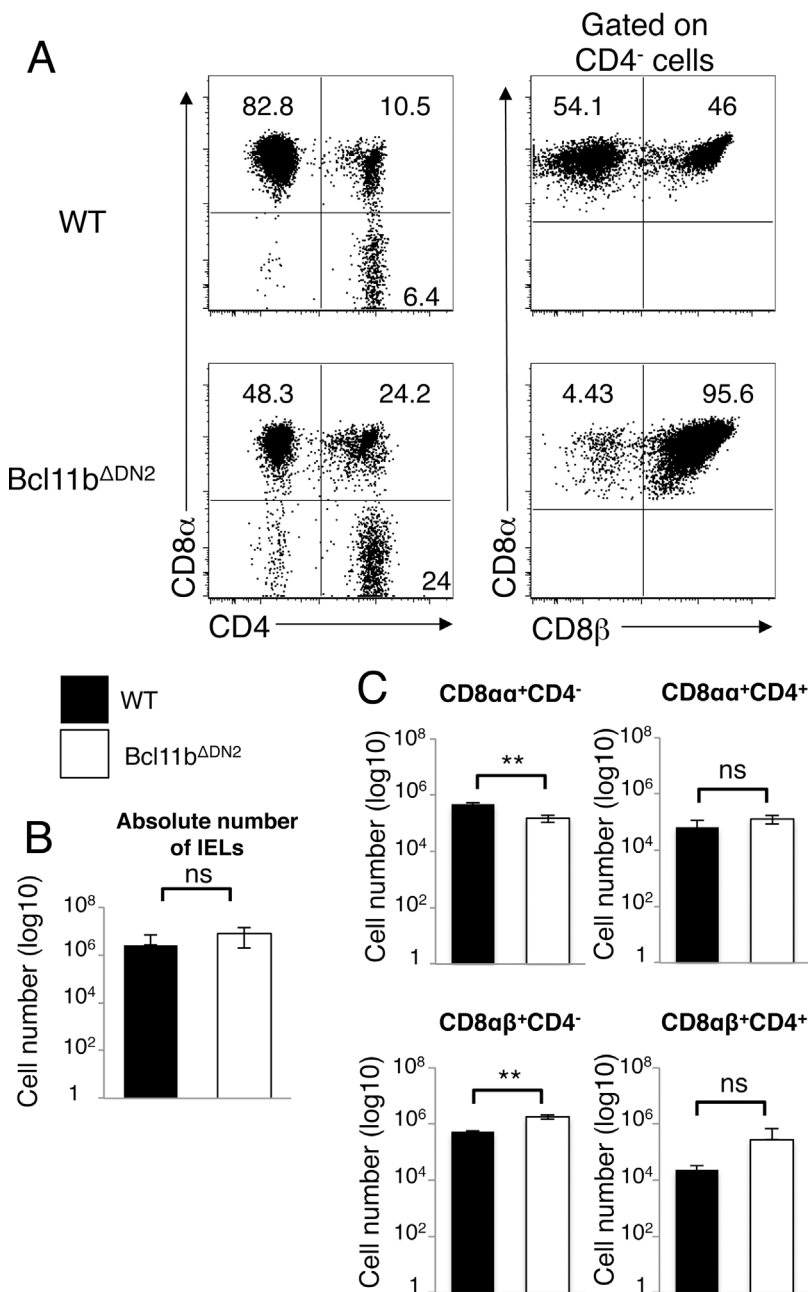 A
Gated on
CD4⁻ cells
WT
82.8
10.5
6.4
54.1
46
Bcl11b^ΔDN2
48.3
24.2
24
4.43
95.6
CD8α
CD4
CD8α
CD8β
WT
Bcl11b^ΔDN2
B
Absolute number
of IELs
ns
Cell number (log10)
10⁸
10⁶
10⁴
10²
1
C
CD8αα⁺CD4⁻
**
Cell number (log10)
10⁸
10⁶
10⁴
10²
1
CD8αα⁺CD4⁺
ns
Cell number (log10)
10⁸
10⁶
10⁴
10²
1
CD8αβ⁺CD4⁻
**
Cell number (log10)
10⁸
10⁶
10⁴
10²
1
CD8αβ⁺CD4⁺
ns
Cell number (log10)
10⁸
10⁶
10⁴
10²
1